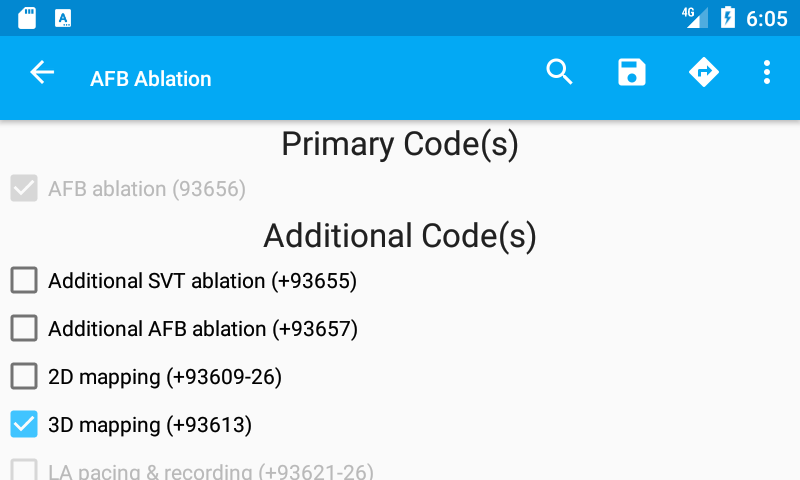 4G 6:05
AFB Ablation
Primary Code(s)
AFB ablation (93656)
Additional Code(s)
Additional SVT ablation (+93655)
Additional AFB ablation (+93657)
2D mapping (+93609-26)
3D mapping (+93613)
LA pacing & recording (+93621-26)